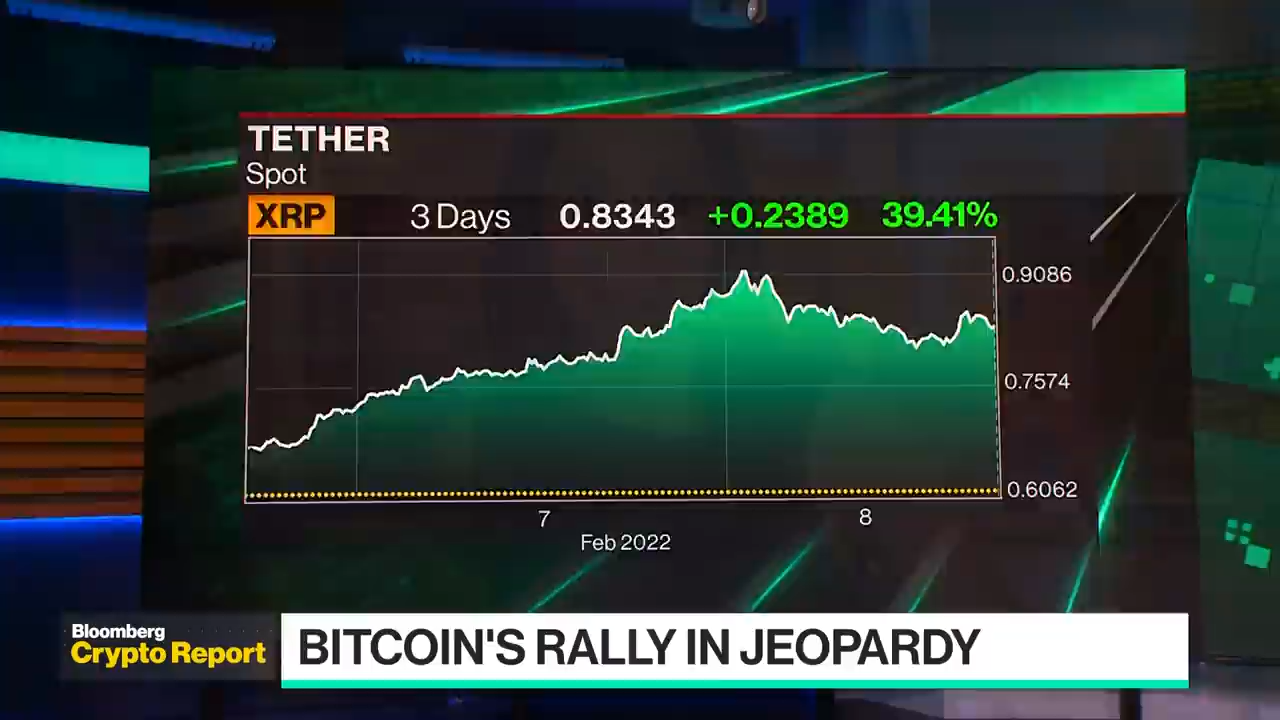 TETHER
Spot
XRP 3 Days 0.8343 +0.2389 39.41%
0.9086
0.7574
0.6062
7 8
Feb 2022
Bloomberg
Crypto Report
BITCOIN'S RALLY IN JEOPARDY